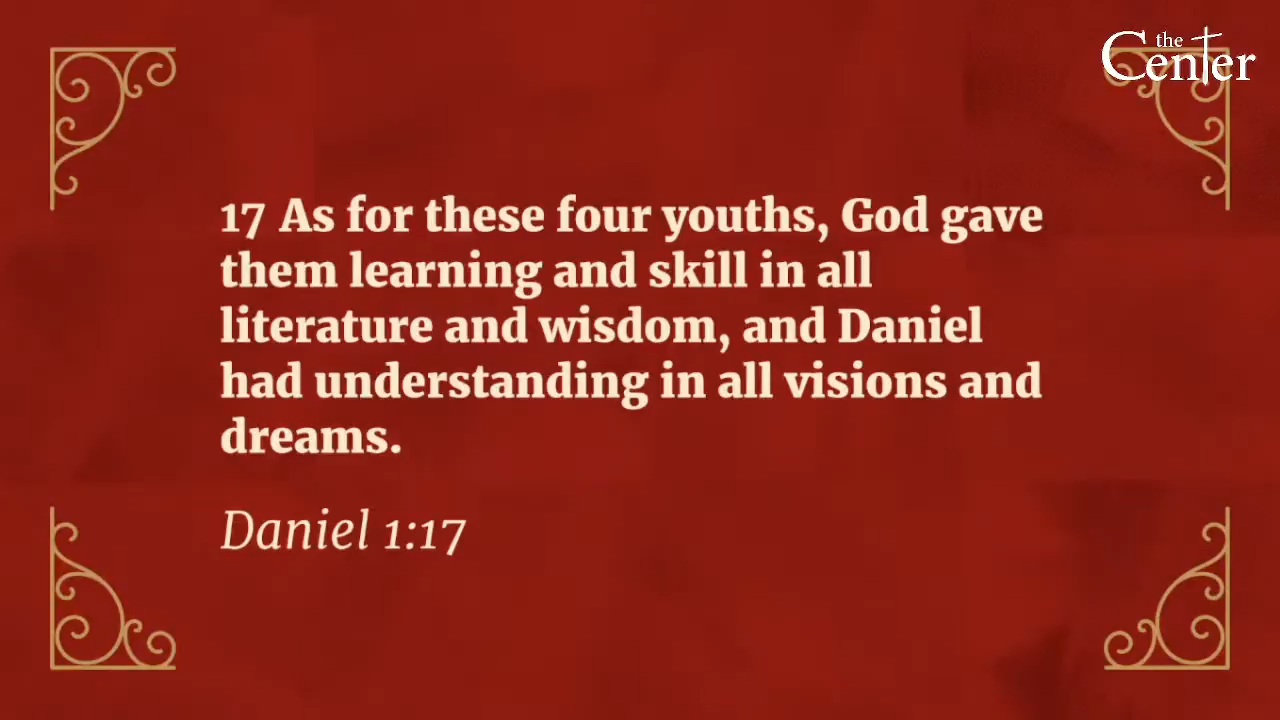 the
Center
17 As for these four youths, God gave
them learning and skill in all
literature and wisdom, and Daniel
had understanding in all visions and
dreams.
Daniel 1:17